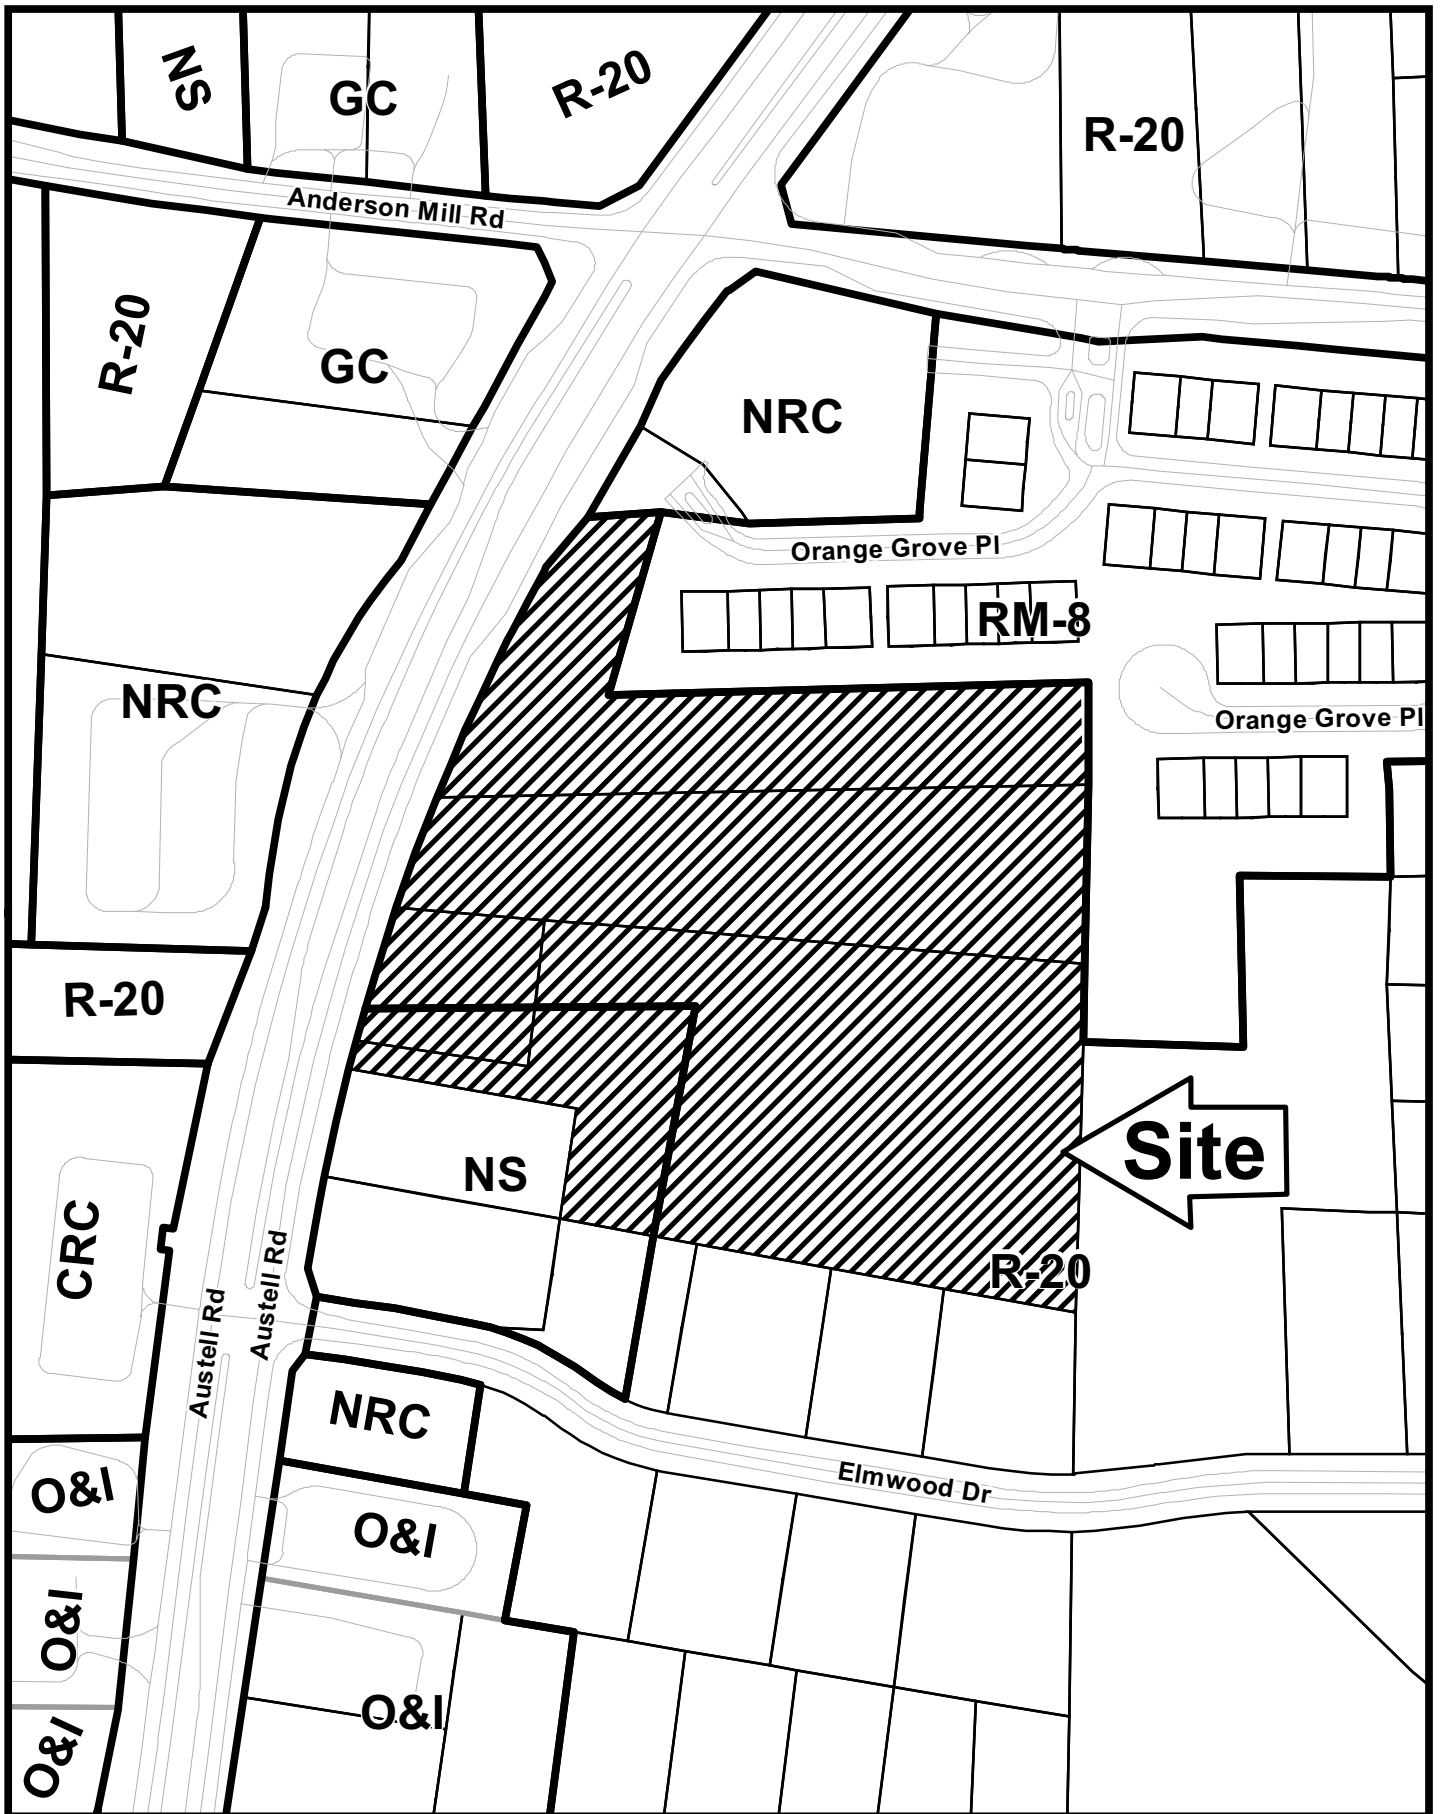 NS
GC
R-20
R-20
Anderson Mill Rd
R-20
GC
NRC
Orange Grove Pl
RM-8
NRC
Orange Grove Pl
R-20
Site
NS
CRC
Austell Rd
Austell Rd
R-20
NRC
O&I
Elmwood Dr
O&I
O&I
O&I
O&I